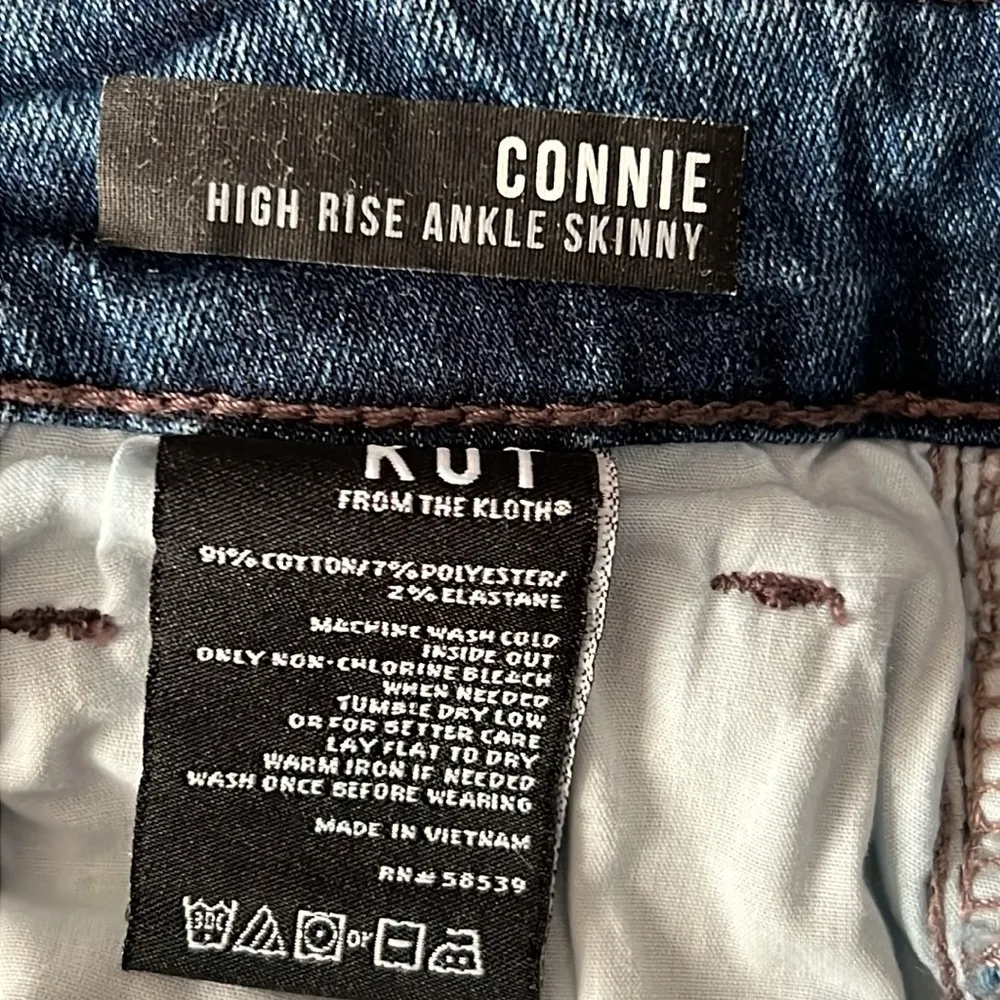 CONNIE
HIGH RISE ANKLE SKINNY
KUT
FROM THE KLOTH®
91% COTTON/7% POLYESTER/
2% ELASTANE
MACHINE WASH COLD
INSIDE OUT
ONLY NON-CHLORINE BLEACH
WHEN NEEDED
TUMBLE DRY LOW
OR FOR BETTER CARE
LAY FLAT TO DRY
WARM IRON IF NEEDED
WASH ONCE BEFORE WEARING
MADE IN VIETNAM
RN# 58539
or